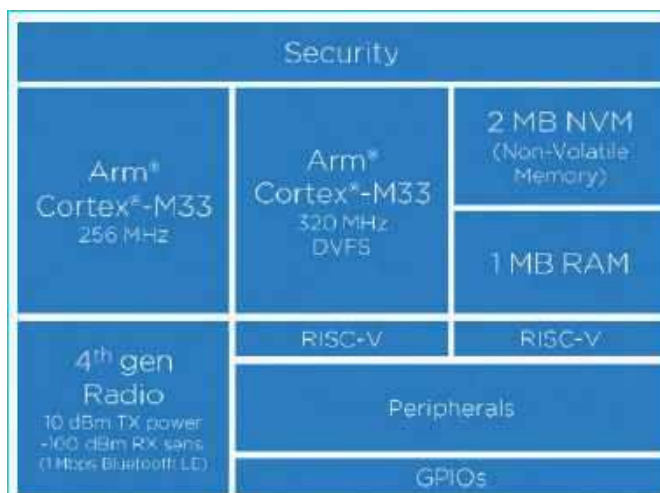 Security
Arm®
Cortex®-M33
256 MHz
Arm®
Cortex®-M33
320 MHz
DVFS
2 MB NVM
(Non-Volatile
Memory)
1 MB RAM
4th gen
Radio
10 dBm TX power
-100 dBm RX sens
(1 Mbps Bluetooth LE)
RISC-V
RISC-V
Peripherals
GPIOs